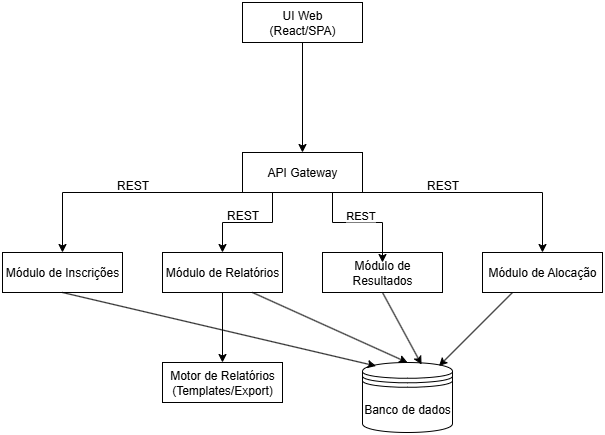 UI Web
(React/SPA)
API Gateway
REST
REST
REST
REST
Módulo de Inscrições
Módulo de Relatórios
Módulo de
Resultados
Módulo de Alocação
Motor de Relatórios
(Templates/Export)
Banco de dados